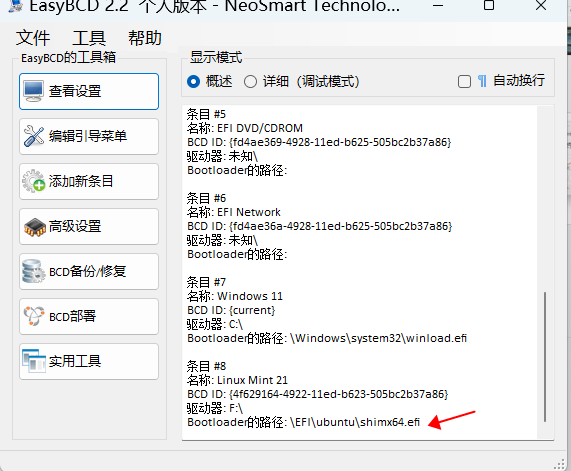 EasyBCD 2.2 个人版本 - NeoSmart Technolo...
文件 工具 帮助
EasyBCD的工具箱
查看设置
编辑引导菜单
添加新条目
高级设置
BCD备份/修复
BCD部署
实用工具
显示模式
概述 详细（调试模式） ¶ 自动换行
条目 #5
名称: EFI DVD/CDROM
BCD ID: {fd4ae369-4928-11ed-b625-505bc2b37a86}
驱动器: 未知\
Bootloader的路径:
条目 #6
名称: EFI Network
BCD ID: {fd4ae36a-4928-11ed-b625-505bc2b37a86}
驱动器: 未知\
Bootloader的路径:
条目 #7
名称: Windows 11
BCD ID: {current}
驱动器: C:\
Bootloader的路径: \Windows\system32\winload.efi
条目 #8
名称: Linux Mint 21
BCD ID: {4f629164-4922-11ed-b623-505bc2b37a86}
驱动器: F:\
Bootloader的路径: \EFI\ubuntu\shimx64.efi